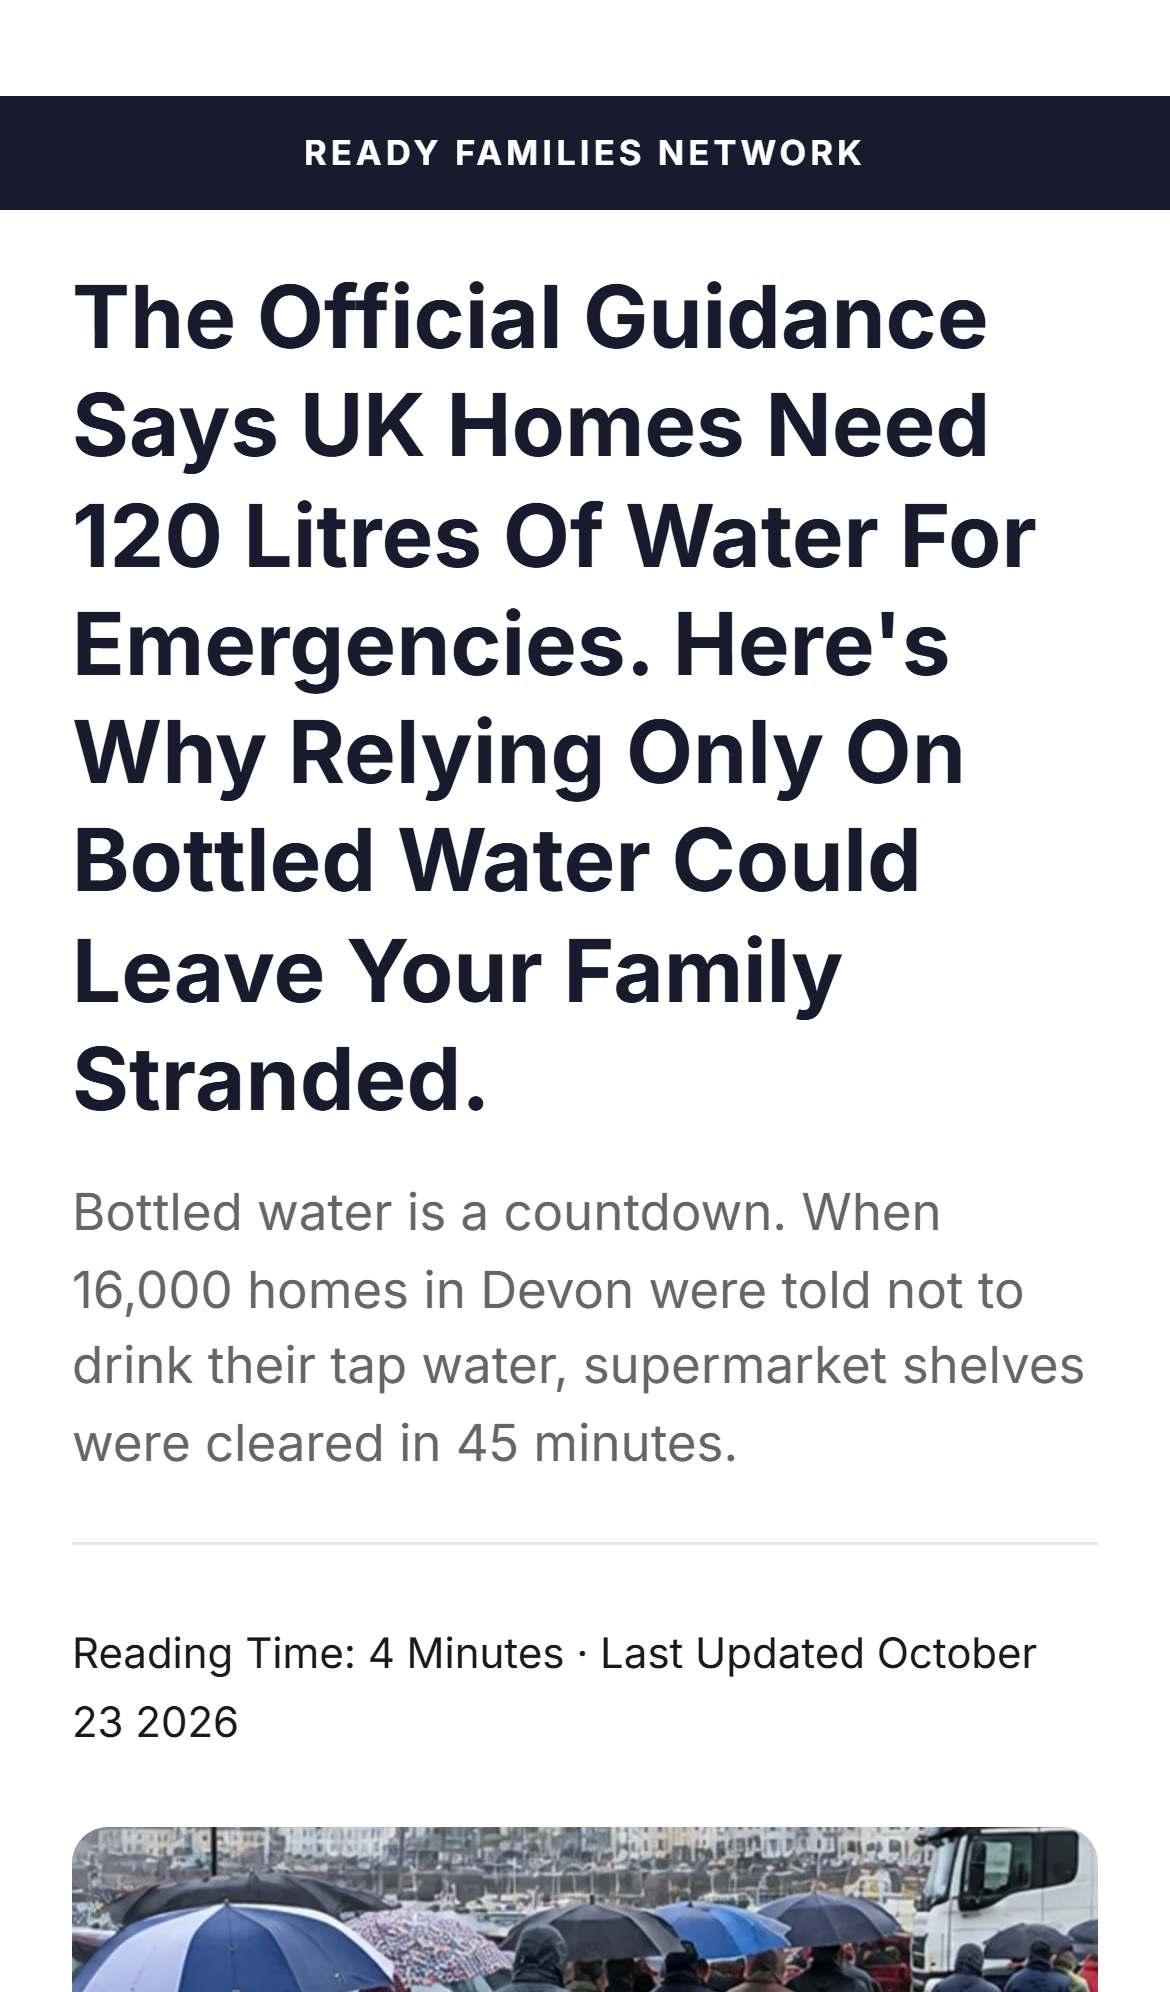 READY FAMILIES NETWORK
The Official Guidance
Says UK Homes Need
120 Litres Of Water For
Emergencies. Here's
Why Relying Only On
Bottled Water Could
Leave Your Family
Stranded.
Bottled water is a countdown. When
16,000 homes in Devon were told not to
drink their tap water, supermarket shelves
were cleared in 45 minutes.
Reading Time: 4 Minutes · Last Updated October
23 2026